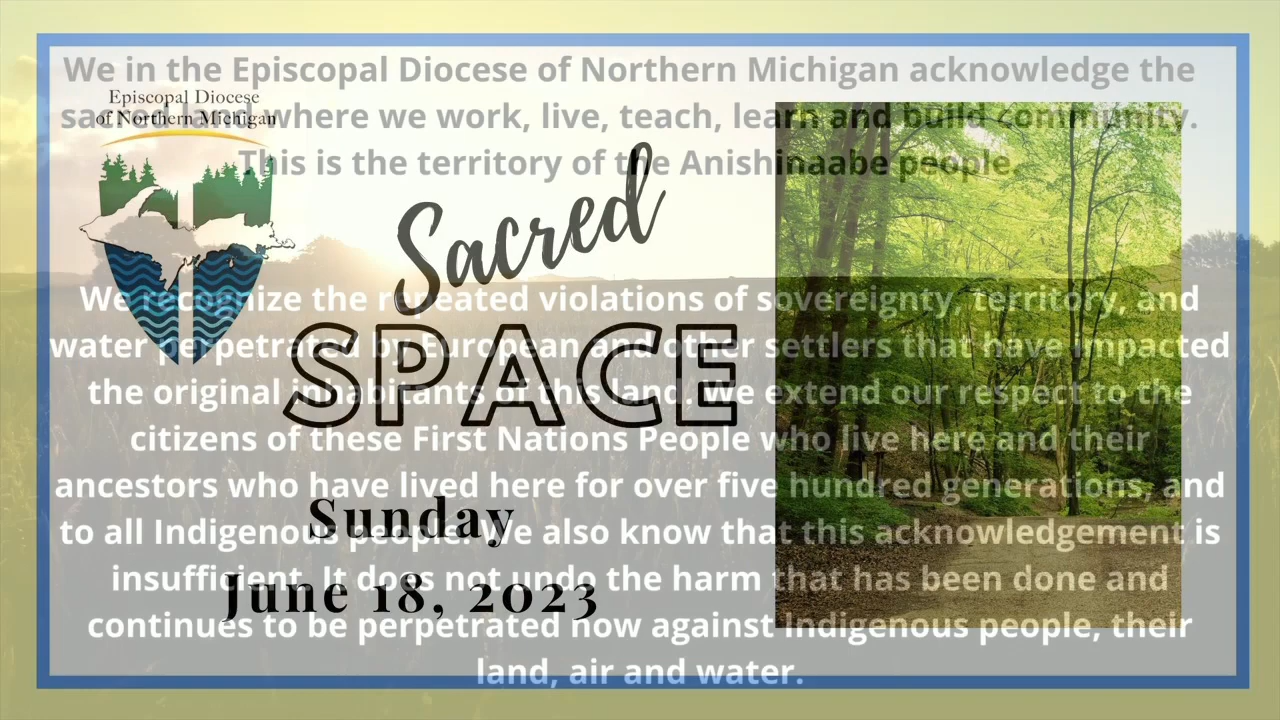 We in the Episcopal Diocese of Northern Michigan acknowledge the
sacred land where we work, live, teach, learn and build community.
This is the territory of the Anishinaabe people.
Episcopal Diocese
of Northern Michigan
Sacred
SPACE
We recognize the repeated violations of sovereignty, territory, and
water perpetrated by European and other settlers that have impacted
the original inhabitants of this land. We extend our respect to the
citizens of these First Nations People who live here and their
ancestors who have lived here for over five hundred generations, and
to all Indigenous people. We also know that this acknowledgement is
insufficient. It does not undo the harm that has been done and
continues to be perpetrated now against Indigenous people, their
land, air and water.
Sunday
June 18, 2023